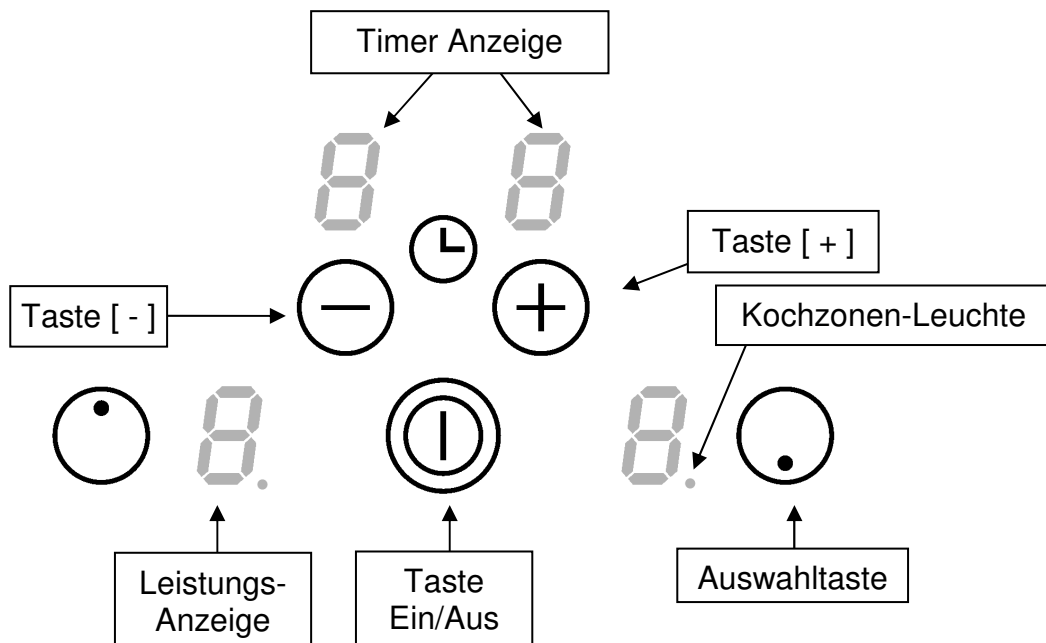 Timer Anzeige
Taste [ + ]
Taste [ - ]
Kochzonen-Leuchte
Leistungs-
Anzeige
Taste
Ein/Aus
Auswahltaste